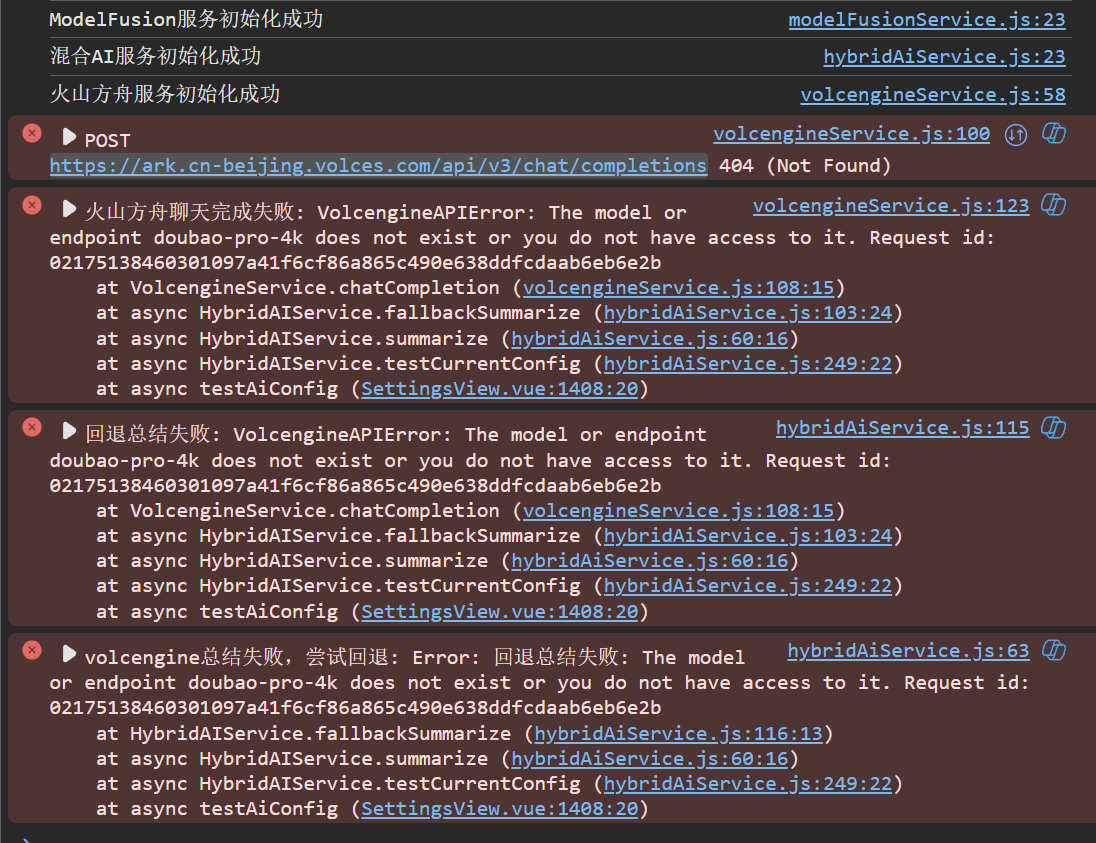 ModelFusion服务初始化成功 modelFusionService.js:23
混合AI服务初始化成功 hybridAiService.js:23
火山方舟服务初始化成功 volcengineService.js:58
POST volcengineService.js:100
https://ark.cn-beijing.volces.com/api/v3/chat/completions 404 (Not Found)
火山方舟聊天完成失败: VolcengineAPIError: The model or volcengineService.js:123
endpoint doubao-pro-4k does not exist or you do not have access to it. Request id:
02175138460301097a41f6cf86a865c490e638ddfcdaab6eb6e2b
at VolcengineService.chatCompletion (volcengineService.js:108:15)
at async HybridAIService.fallbackSummarize (hybridAiService.js:103:24)
at async HybridAIService.summarize (hybridAiService.js:60:16)
at async HybridAIService.testCurrentConfig (hybridAiService.js:249:22)
at async testAiConfig (SettingsView.vue:1408:20)
回退总结失败: VolcengineAPIError: The model or endpoint hybridAiService.js:115
doubao-pro-4k does not exist or you do not have access to it. Request id:
02175138460301097a41f6cf86a865c490e638ddfcdaab6eb6e2b
at VolcengineService.chatCompletion (volcengineService.js:108:15)
at async HybridAIService.fallbackSummarize (hybridAiService.js:103:24)
at async HybridAIService.summarize (hybridAiService.js:60:16)
at async HybridAIService.testCurrentConfig (hybridAiService.js:249:22)
at async testAiConfig (SettingsView.vue:1408:20)
volcengine总结失败，尝试回退: Error: 回退总结失败: The model hybridAiService.js:63
or endpoint doubao-pro-4k does not exist or you do not have access to it. Request id:
02175138460301097a41f6cf86a865c490e638ddfcdaab6eb6e2b
at HybridAIService.fallbackSummarize (hybridAiService.js:116:13)
at async HybridAIService.summarize (hybridAiService.js:60:16)
at async HybridAIService.testCurrentConfig (hybridAiService.js:249:22)
at async testAiConfig (SettingsView.vue:1408:20)